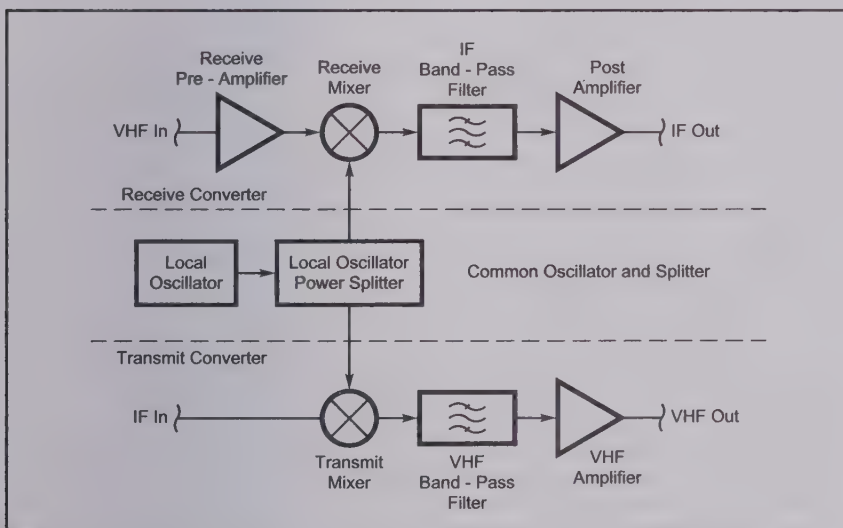 Receive
Pre - Amplifier
Receive
Mixer
IF
Band - Pass
Filter
Post
Amplifier
VHF In
IF Out
Receive Converter
Local
Oscillator
Local Oscillator
Power Splitter
Common Oscillator and Splitter
Transmit Converter
IF In
VHF Out
Transmit
Mixer
VHF
Band - Pass
Filter
VHF
Amplifier